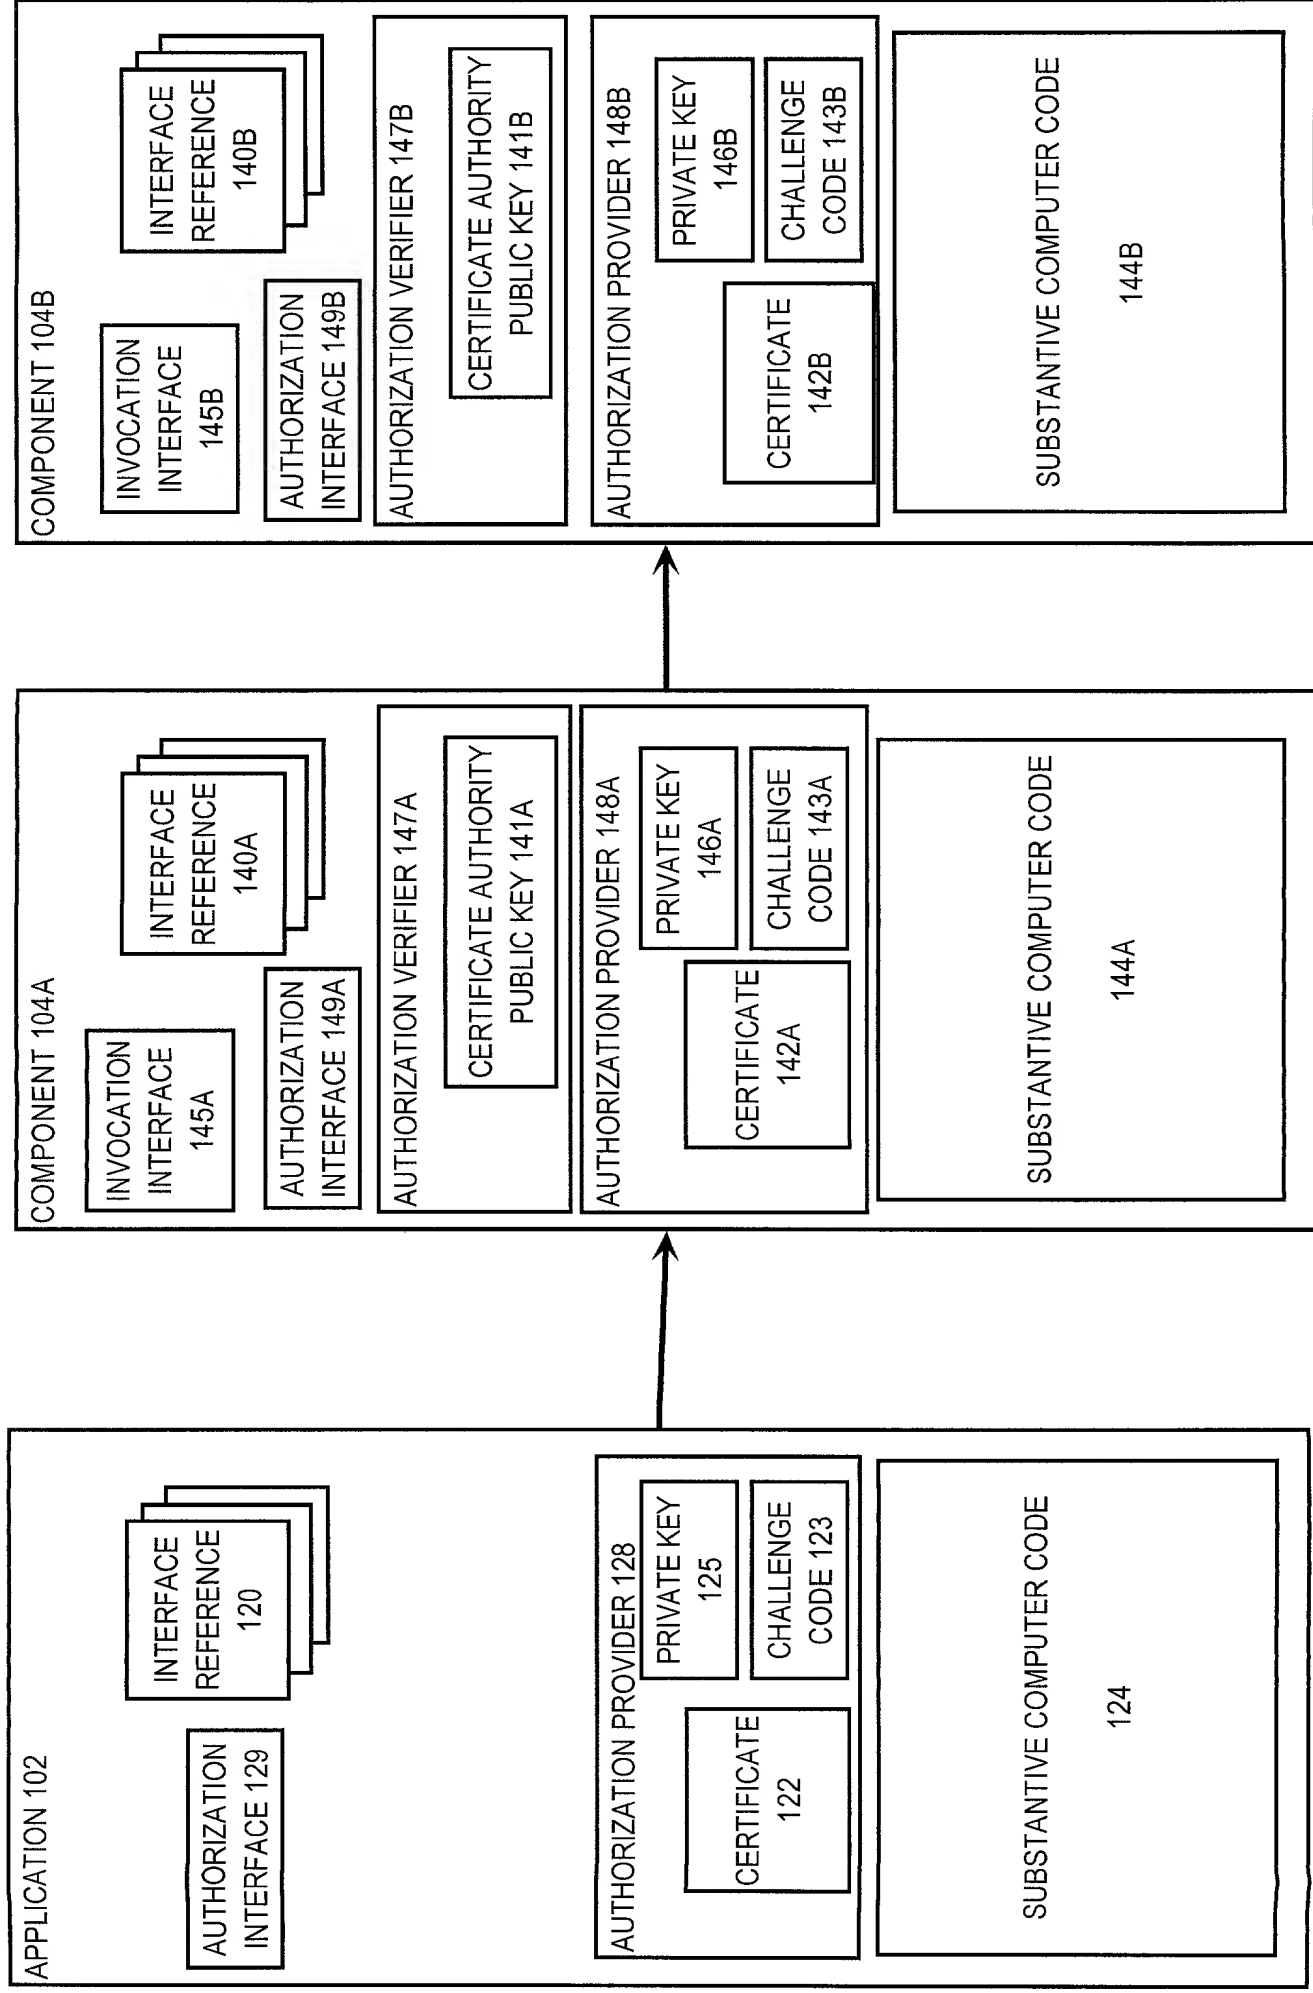 APPLICATION 102
AUTHORIZATION
INTERFACE 129
INTERFACE
REFERENCE
120
AUTHORIZATION PROVIDER 128
CERTIFICATE
122
PRIVATE KEY
125
CHALLENGE
CODE 123
SUBSTANTIVE COMPUTER CODE
124
COMPONENT 104A
INVOCATION
INTERFACE
145A
INTERFACE
REFERENCE
140A
AUTHORIZATION
INTERFACE 149A
AUTHORIZATION VERIFIER 147A
CERTIFICATE AUTHORITY
PUBLIC KEY 141A
AUTHORIZATION PROVIDER 148A
CERTIFICATE
142A
PRIVATE KEY
146A
CHALLENGE
CODE 143A
SUBSTANTIVE COMPUTER CODE
144A
COMPONENT 104B
INVOCATION
INTERFACE
145B
INTERFACE
REFERENCE
140B
AUTHORIZATION
INTERFACE 149B
AUTHORIZATION VERIFIER 147B
CERTIFICATE AUTHORITY
PUBLIC KEY 141B
AUTHORIZATION PROVIDER 148B
CERTIFICATE
142B
PRIVATE KEY
146B
CHALLENGE
CODE 143B
SUBSTANTIVE COMPUTER CODE
144B